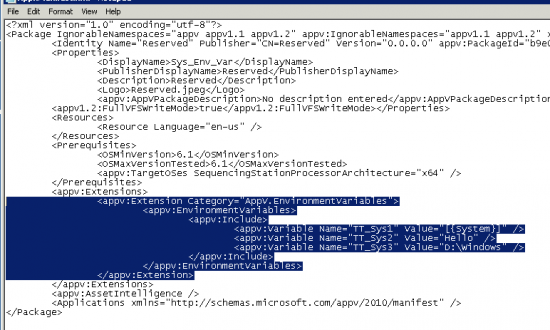 File Edit Format View Help
<?xml version="1.0" encoding="utf-8"?>
<Package IgnorableNamespaces="appv appv1.1 appv1.2" appv:IgnorableNamespaces="appv1.1 appv1.2"
<Identity Name="Reserved" Publisher="CN=Reserved" Version="0.0.0.0" appv:PackageId="b9e0
<Properties>
<DisplayName>Sys_Env_Var</DisplayName>
<PublisherDisplayName>Reserved</PublisherDisplayName>
<Description>Reserved</Description>
<Logo>Reserved.jpeg</Logo>
<appv:AppVPackageDescription>No description entered</appv:AppVPackageDescription
<appv1.2:FullVFSWriteMode>true</appv1.2:FullVFSWriteMode></Properties>
<Resources>
<Resource Language="en-us" />
</Resources>
<Prerequisites>
<OSMinVersion>6.1</OSMinVersion>
<OSMaxVersionTested>6.1</OSMaxVersionTested>
<appv:TargetOSes SequencingStationProcessorArchitecture="x64" />
</Prerequisites>
<appv:Extensions>
<appv:Extension Category="AppV.EnvironmentVariables">
<appv:EnvironmentVariables>
<appv:Include>
<appv:Variable Name="TT_Sys1" Value="[{System}]" />
<appv:Variable Name="TT_Sys2" Value="Hello" />
<appv:Variable Name="TT_Sys3" Value="D:\Windows" />
</appv:Include>
</appv:EnvironmentVariables>
</appv:Extension>
</appv:Extensions>
<appv:AssetIntelligence />
<Applications xmlns="http://schemas.microsoft.com/appv/2010/manifest" />
</Package>